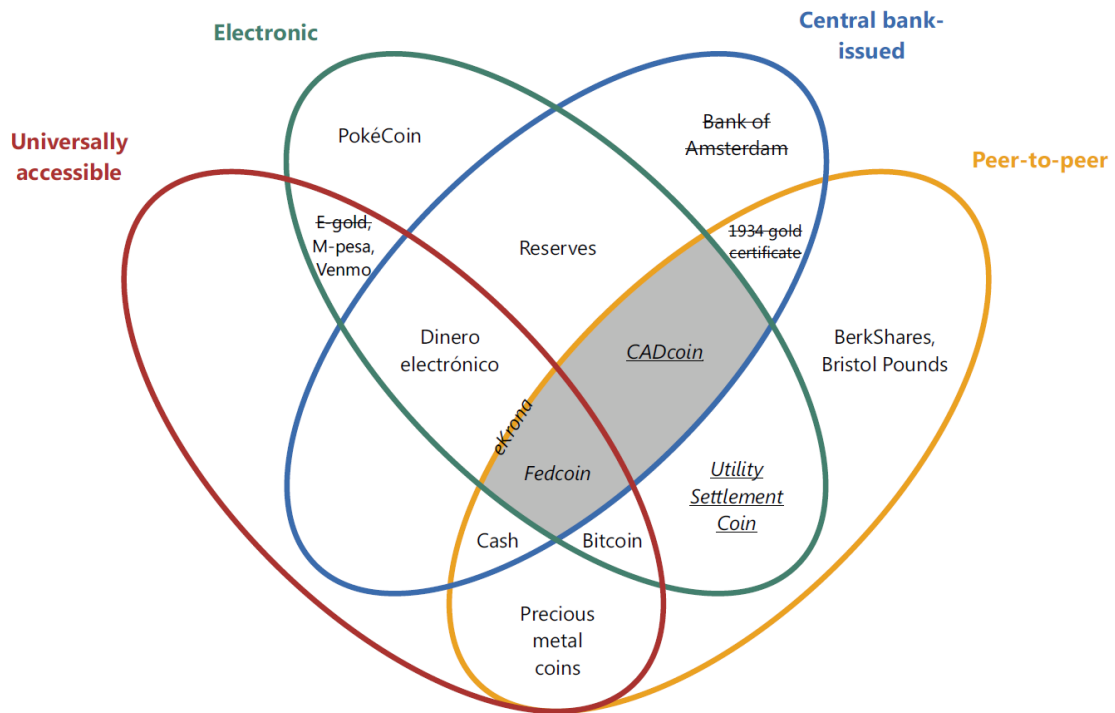 Electronic
Central bank-
issued
Universally
accessible
Peer-to-peer
PokéCoin
Bank of
Amsterdam
E-gold,
M-pesa,
Venmo
Reserves
1934 gold
certificate
Dinero
electrónico
CADcoin
BerkShares,
Bristol Pounds
eKrona
Fedcoin
Utility
Settlement
Coin
Cash
Bitcoin
Precious
metal
coins